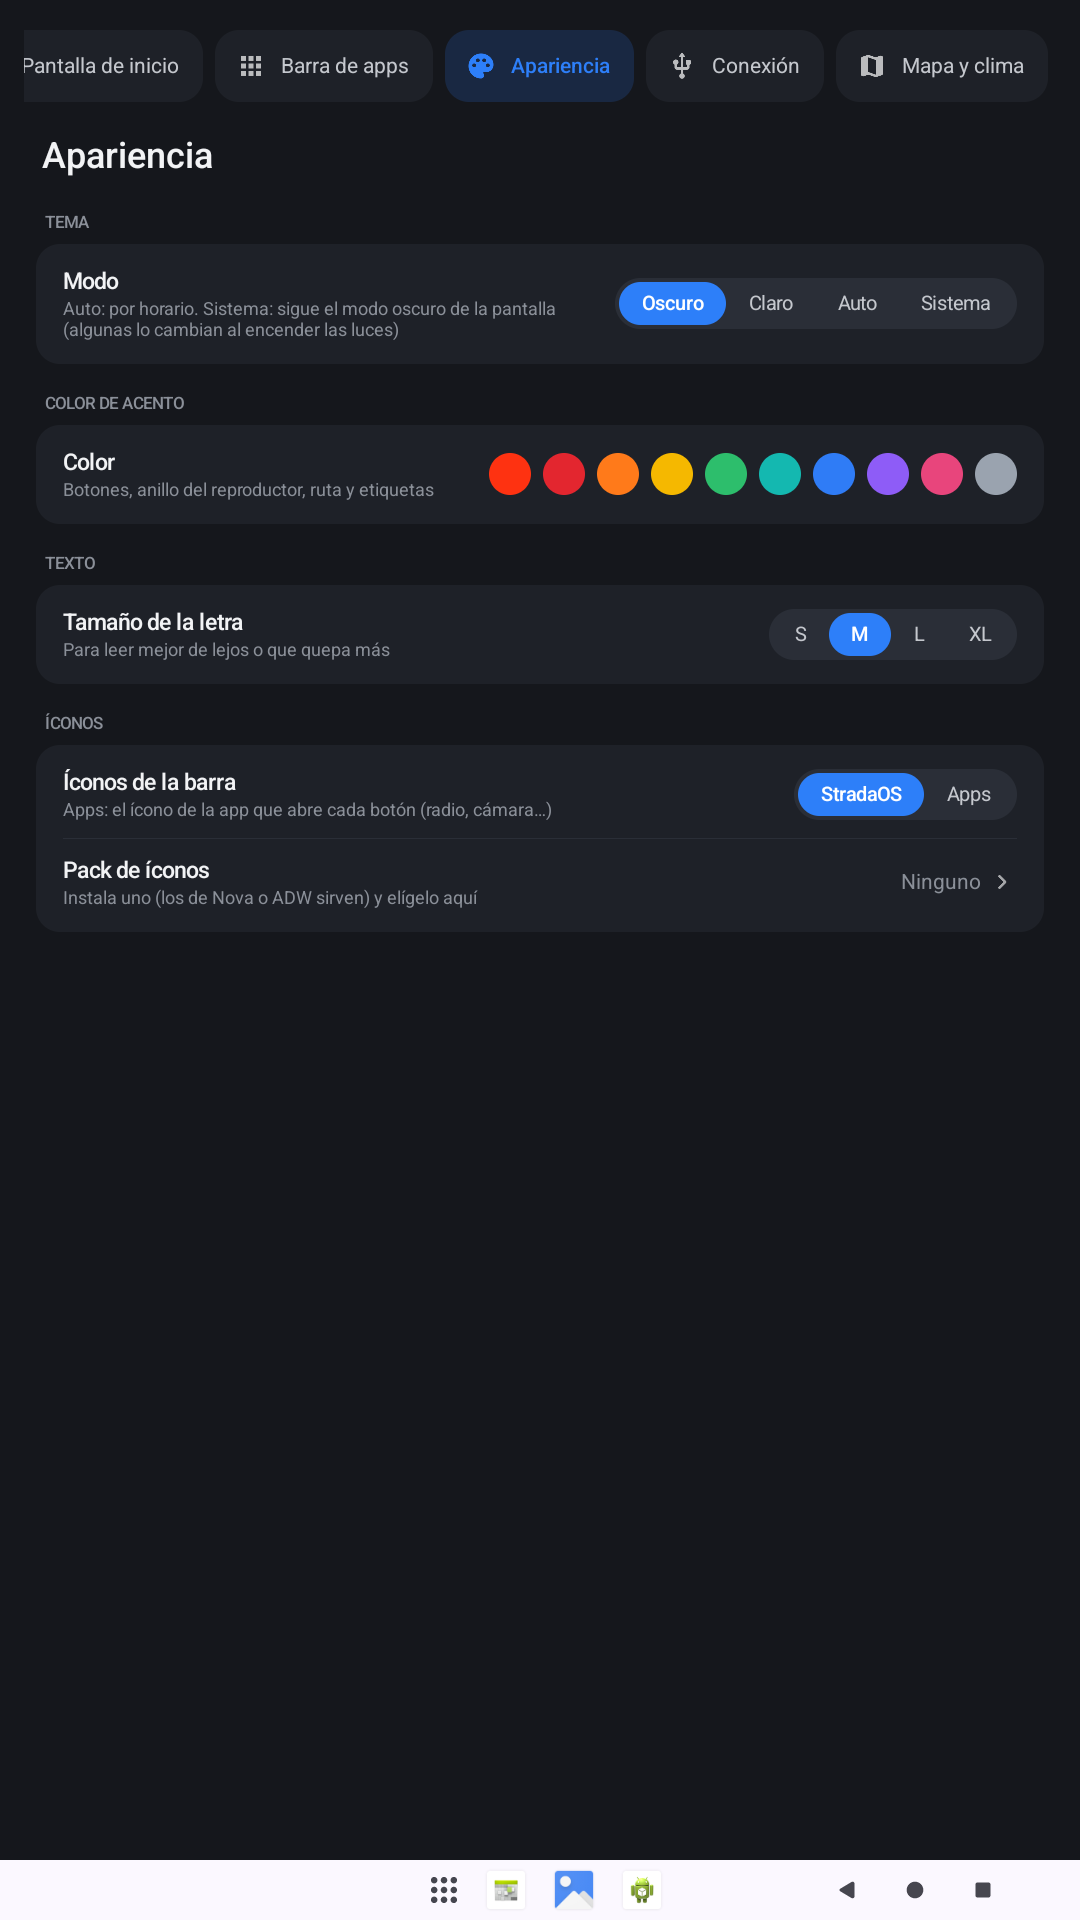 Pantalla de inicio
Barra de apps
Apariencia
Conexión
Mapa y clima
Apariencia
TEMA
Modo
Auto: por horario. Sistema: sigue el modo oscuro de la pantalla
(algunas lo cambian al encender las luces)
Oscuro
Claro
Auto
Sistema
COLOR DE ACENTO
Color
Botones, anillo del reproductor, ruta y etiquetas
TEXTO
Tamaño de la letra
Para leer mejor de lejos o que quepa más
S
M
L
XL
ÍCONOS
Íconos de la barra
Apps: el ícono de la app que abre cada botón (radio, cámara…)
StradaOS
Apps
Pack de íconos
Instala uno (los de Nova o ADW sirven) y elígelo aquí
Ninguno